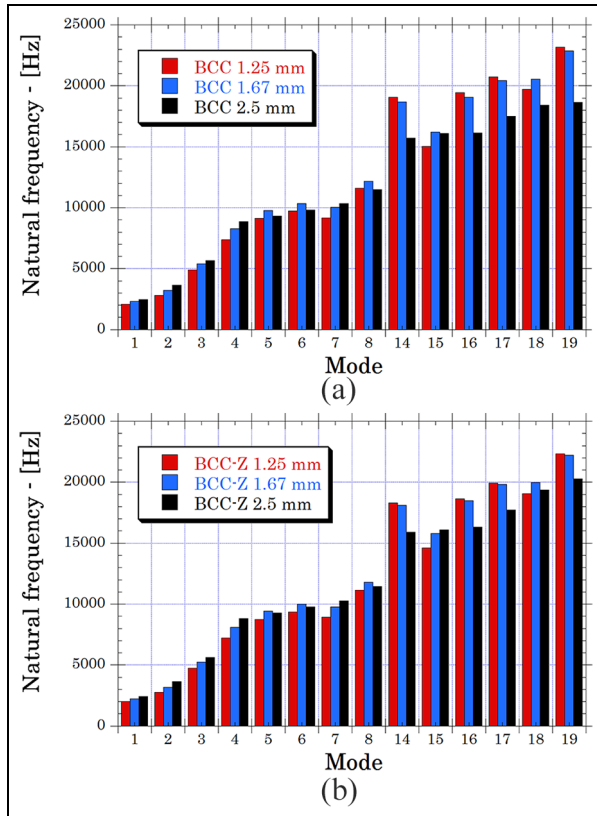 Natural frequency - [Hz]
25000
20000
15000
10000
5000
0
BCC 1.25 mm
BCC 1.67 mm
BCC 2.5 mm
1 2 3 4 5 6 7 8 14 15 16 17 18 19
Mode
(a)
Natural frequency - [Hz]
25000
20000
15000
10000
5000
0
BCC-Z 1.25 mm
BCC-Z 1.67 mm
BCC-Z 2.5 mm
1 2 3 4 5 6 7 8 14 15 16 17 18 19
Mode
(b)